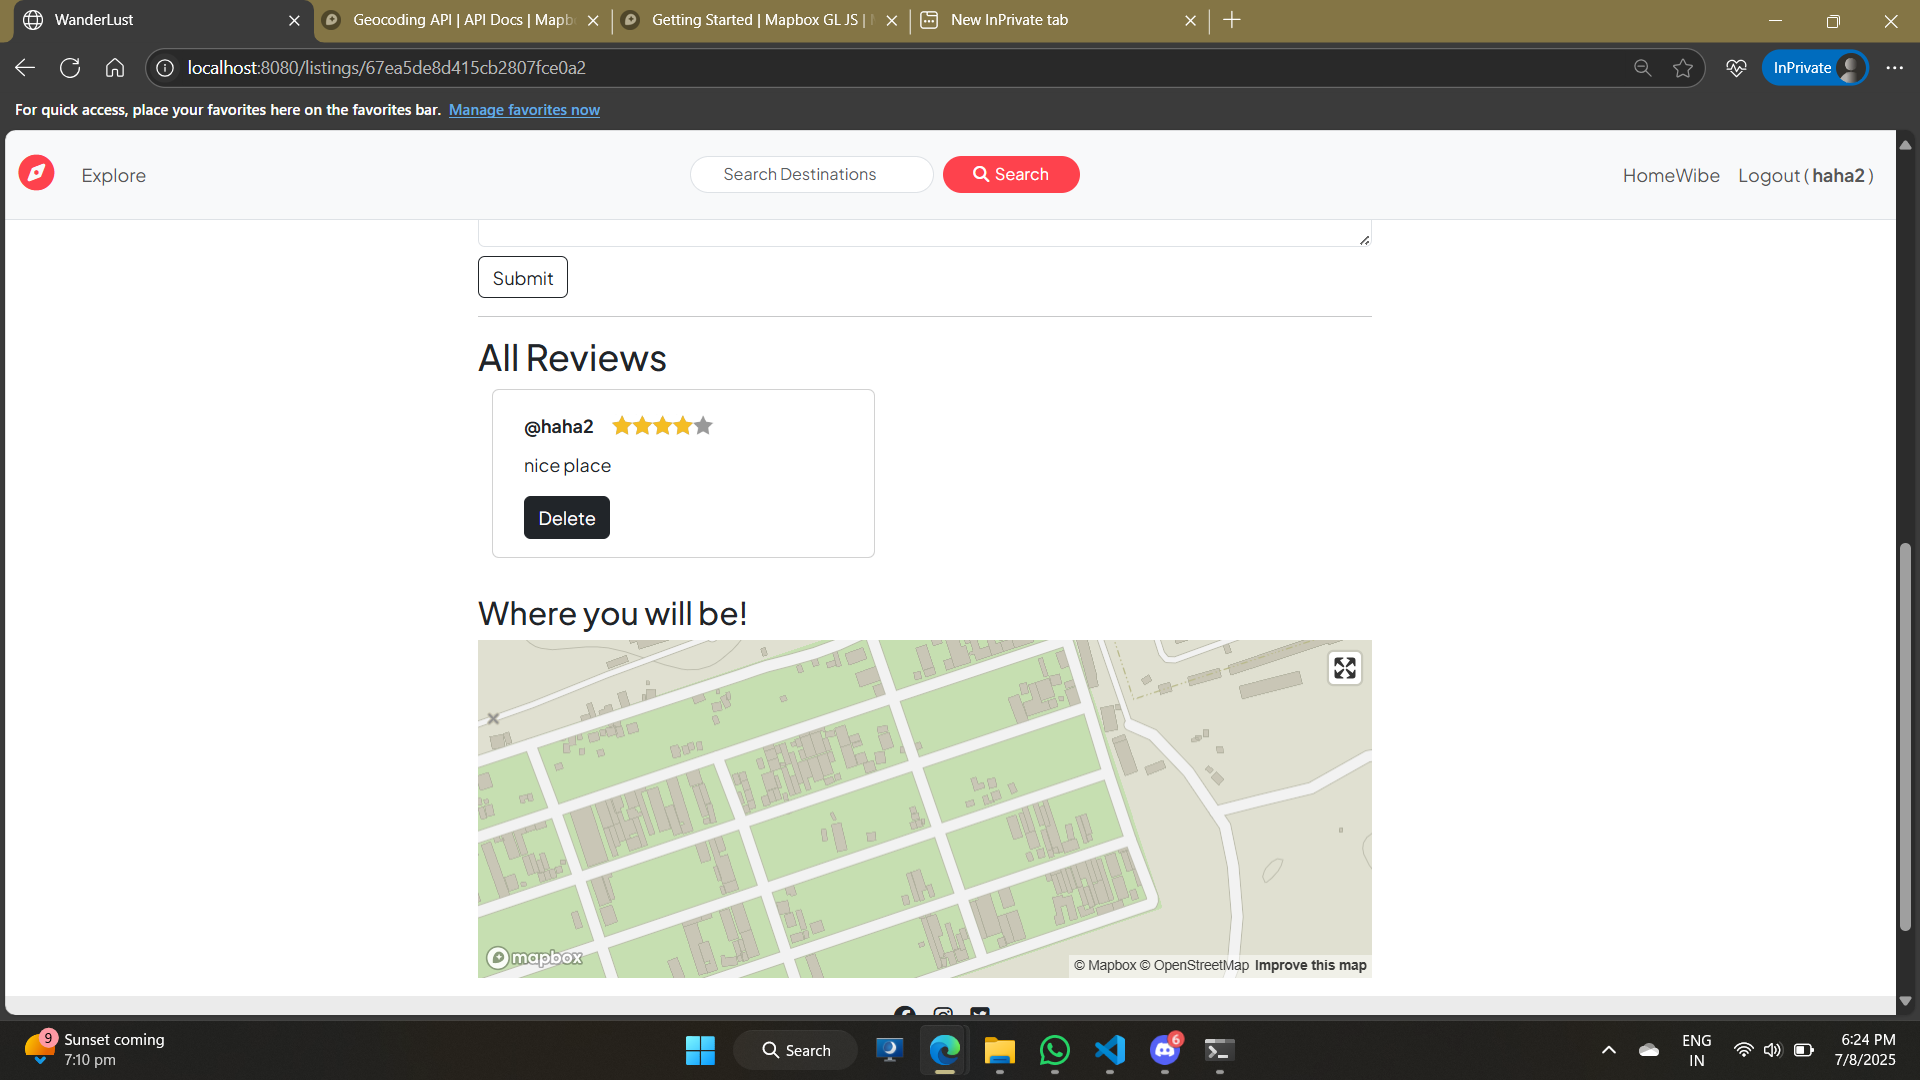 WanderLust
Geocoding API | API Docs | Mapb
Getting Started | Mapbox GL JS |
New InPrivate tab
localhost:8080/listings/67ea5de8d415cb2807fce0a2
InPrivate
For quick access, place your favorites here on the favorites bar. Manage favorites now
Explore
Search Destinations
Search
HomeWibe
Logout ( haha2 )
Submit
All Reviews
@haha2
nice place
Delete
Where you will be!
mapbox
© Mapbox © OpenStreetMap Improve this map
9
Sunset coming
7:10 pm
Search
6
ENG
IN
6:24 PM
7/8/2025